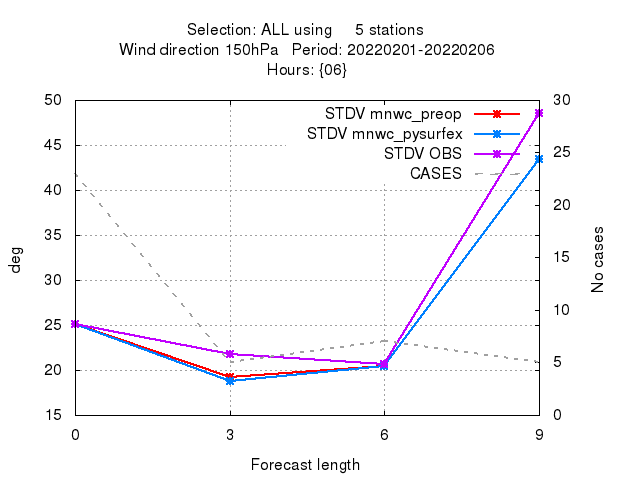 Selection: ALL using     5 stations
Wind direction 150hPa   Period: 20220201-20220206
Hours: {06}
STDV mnwc_preop
STDV mnwc_pysurfex
STDV OBS
CASES
50
45
40
35
30
25
20
15
deg
30
25
20
15
10
5
0
No cases
0 3 6 9
Forecast length